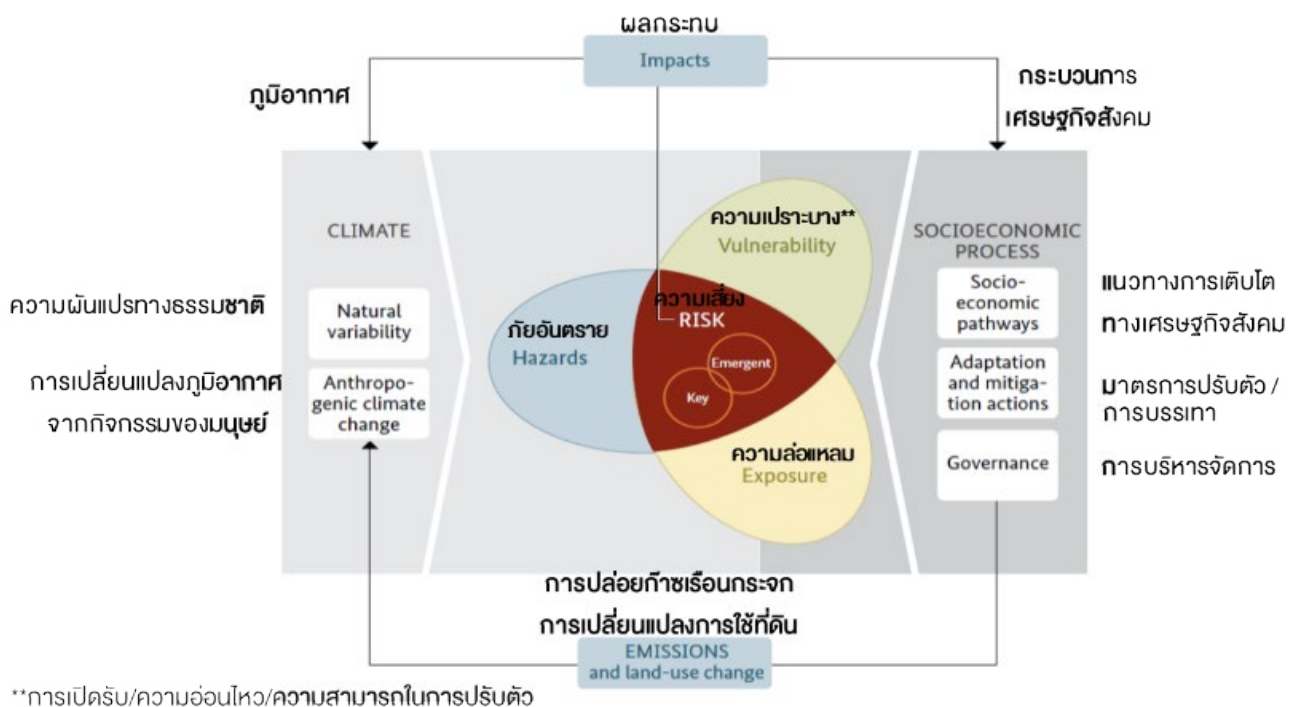 ผลกระทบ
Impacts
ภูมิอากาศ
กระบวนการ
เศรษฐกิจสังคม
CLIMATE
Natural
variability
Anthropo-
genic climate
change
ความผันแปรทางธรรมชาติ
การเปลี่ยนแปลงภูมิอากาศ
จากกิจกรรมของมนุษย์
ภัยอันตราย
Hazards
ความเปราะบาง**
Vulnerability
ความเสี่ยง
RISK
Emergent
Key
ความล่อแหลม
Exposure
SOCIOECONOMIC
PROCESS
Socio-
economic
pathways
Adaptation
and mitiga-
tion actions
Governance
แนวทางการเติบโต
ทางเศรษฐกิจสังคม
มาตรการปรับตัว /
การบรรเทา
การบริหารจัดการ
การปล่อยก๊าซเรือนกระจก
การเปลี่ยนแปลงการใช้ที่ดิน
EMISSIONS
and land-use change
**การเปิดรับ/ความอ่อนไหว/ความสามารถในการปรับตัว